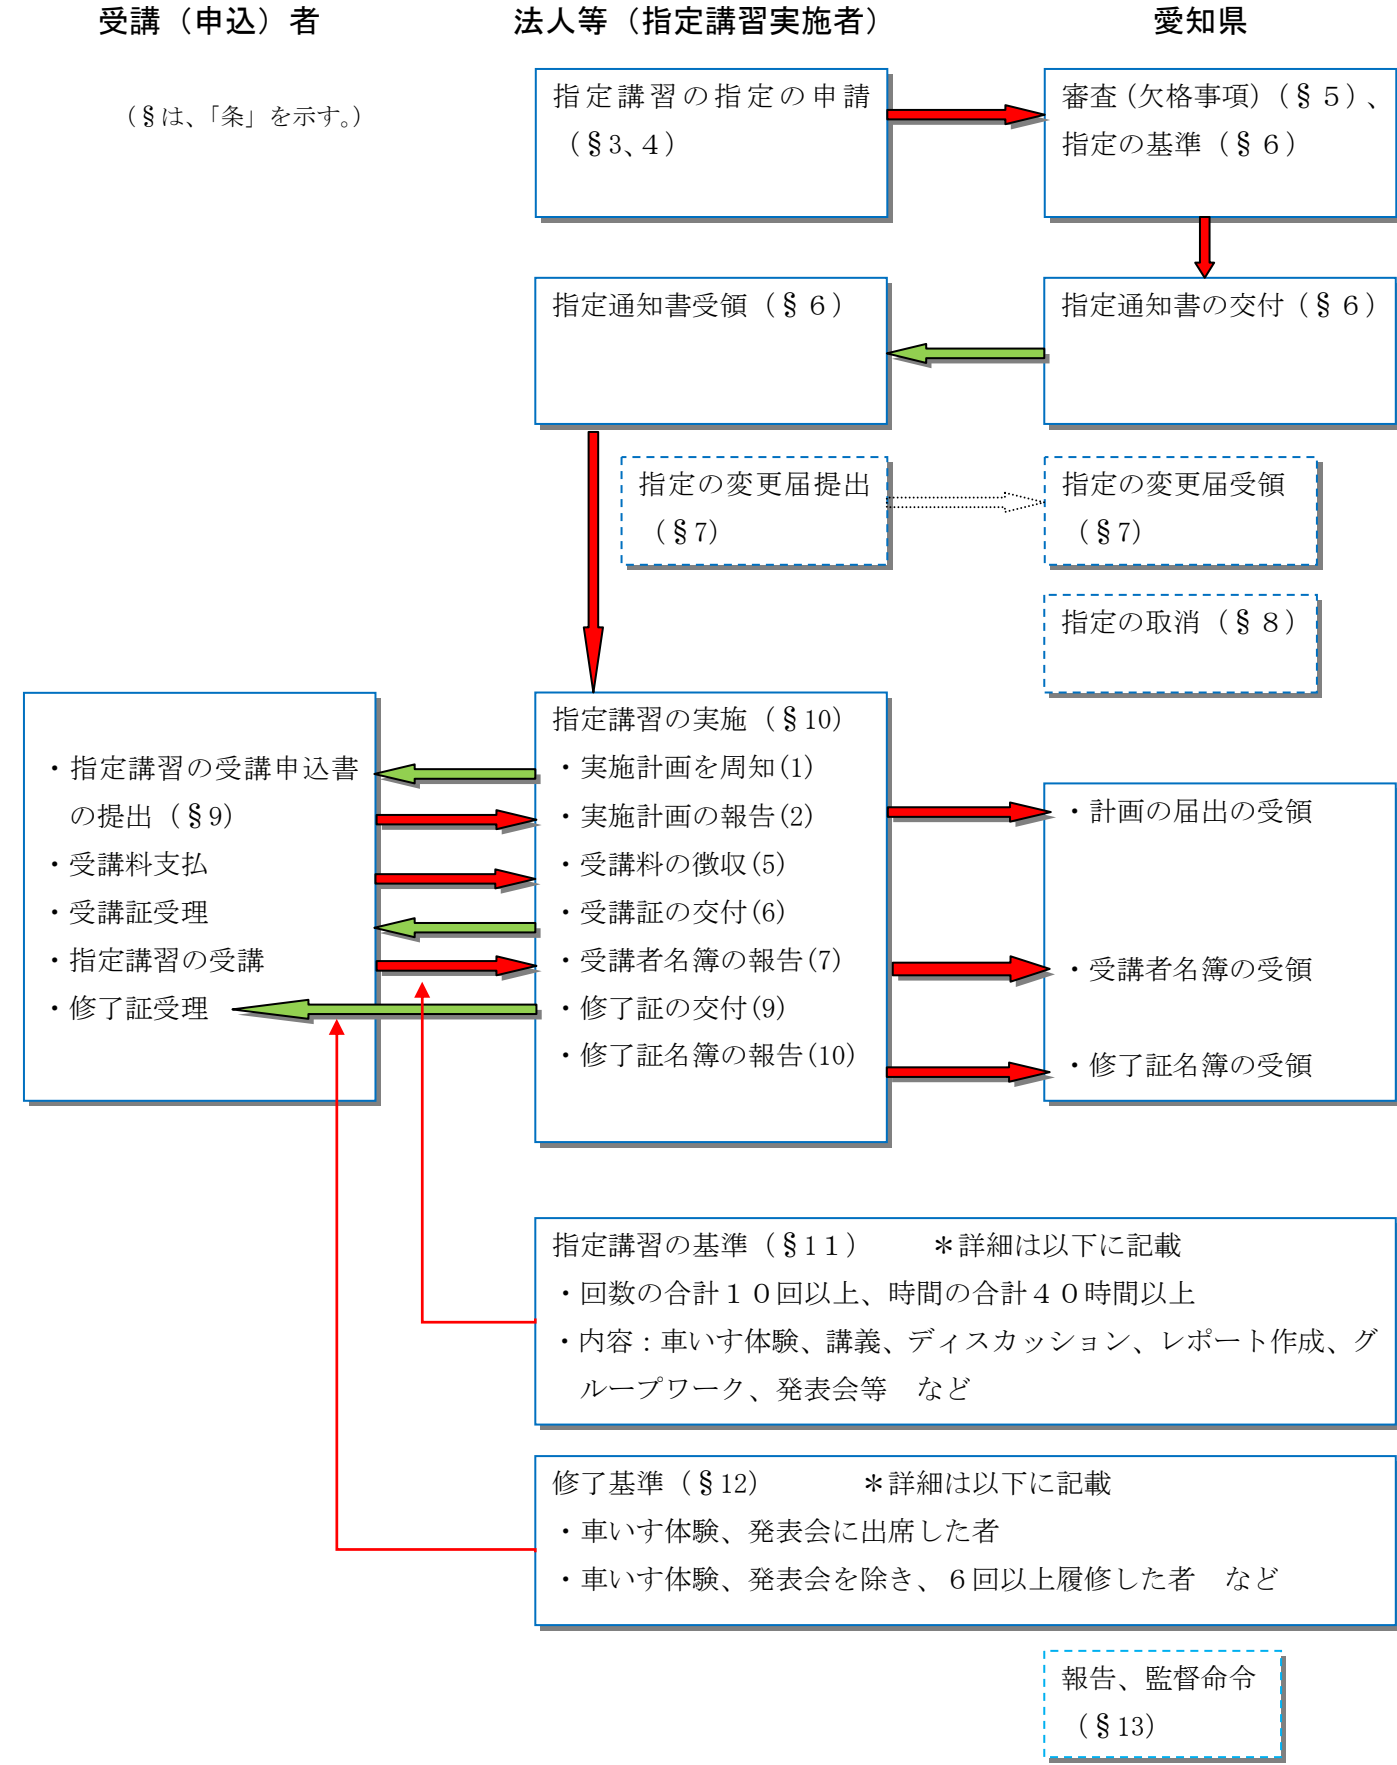 受講（申込）者
法人等（指定講習実施者）
愛知県
（§は、「条」を示す。）
指定講習の指定の申請
（§3、４）
審査（欠格事項）（§５）、
指定の基準（§６）
指定通知書受領（§６）
指定通知書の交付（§６）
指定の変更届提出
（§7）
指定の変更届受領
（§7）
指定の取消（§８）
・指定講習の受講申込書
の提出（§9）
・受講料支払
・受講証受理
・指定講習の受講
・修了証受理
指定講習の実施（§10）
・実施計画を周知(1)
・実施計画の報告(2)
・受講料の徴収(5)
・受講証の交付(6)
・受講者名簿の報告(7)
・修了証の交付(9)
・修了証名簿の報告(10)
・計画の届出の受領
・受講者名簿の受領
・修了証名簿の受領
指定講習の基準（§1１）　　＊詳細は以下に記載
・回数の合計１０回以上、時間の合計４０時間以上
・内容：車いす体験、講義、ディスカッション、レポート作成、グ
ループワーク、発表会等　など
修了基準（§12）　　　＊詳細は以下に記載
・車いす体験、発表会に出席した者
・車いす体験、発表会を除き、６回以上履修した者　など
報告、監督命令
（§13）